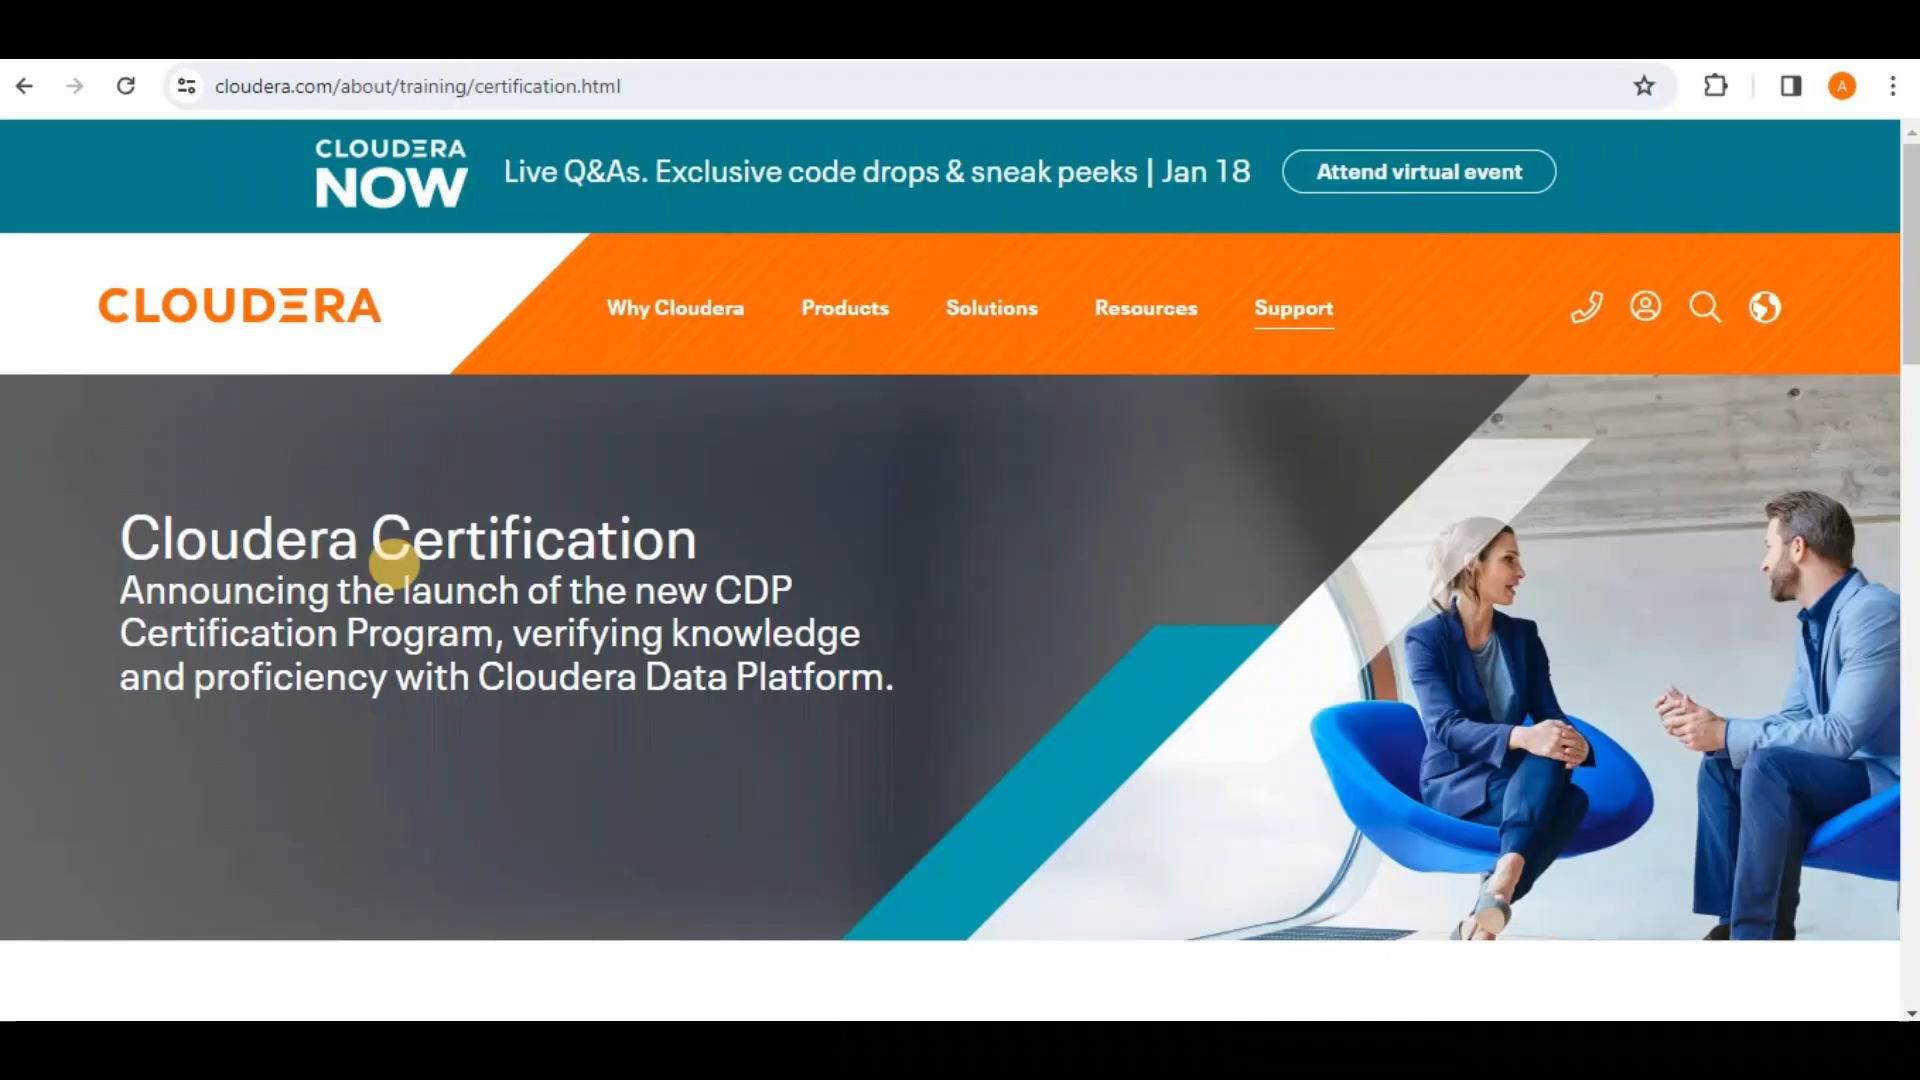 cloudera.com/about/training/certification.html
A
CLOUDERA
NOW
Live Q&As. Exclusive code drops & sneak peeks | Jan 18
Attend virtual event
CLOUDERA
Why Cloudera
Products
Solutions
Resources
Support
Cloudera Certification
Announcing the launch of the new CDP
Certification Program, verifying knowledge
and proficiency with Cloudera Data Platform.